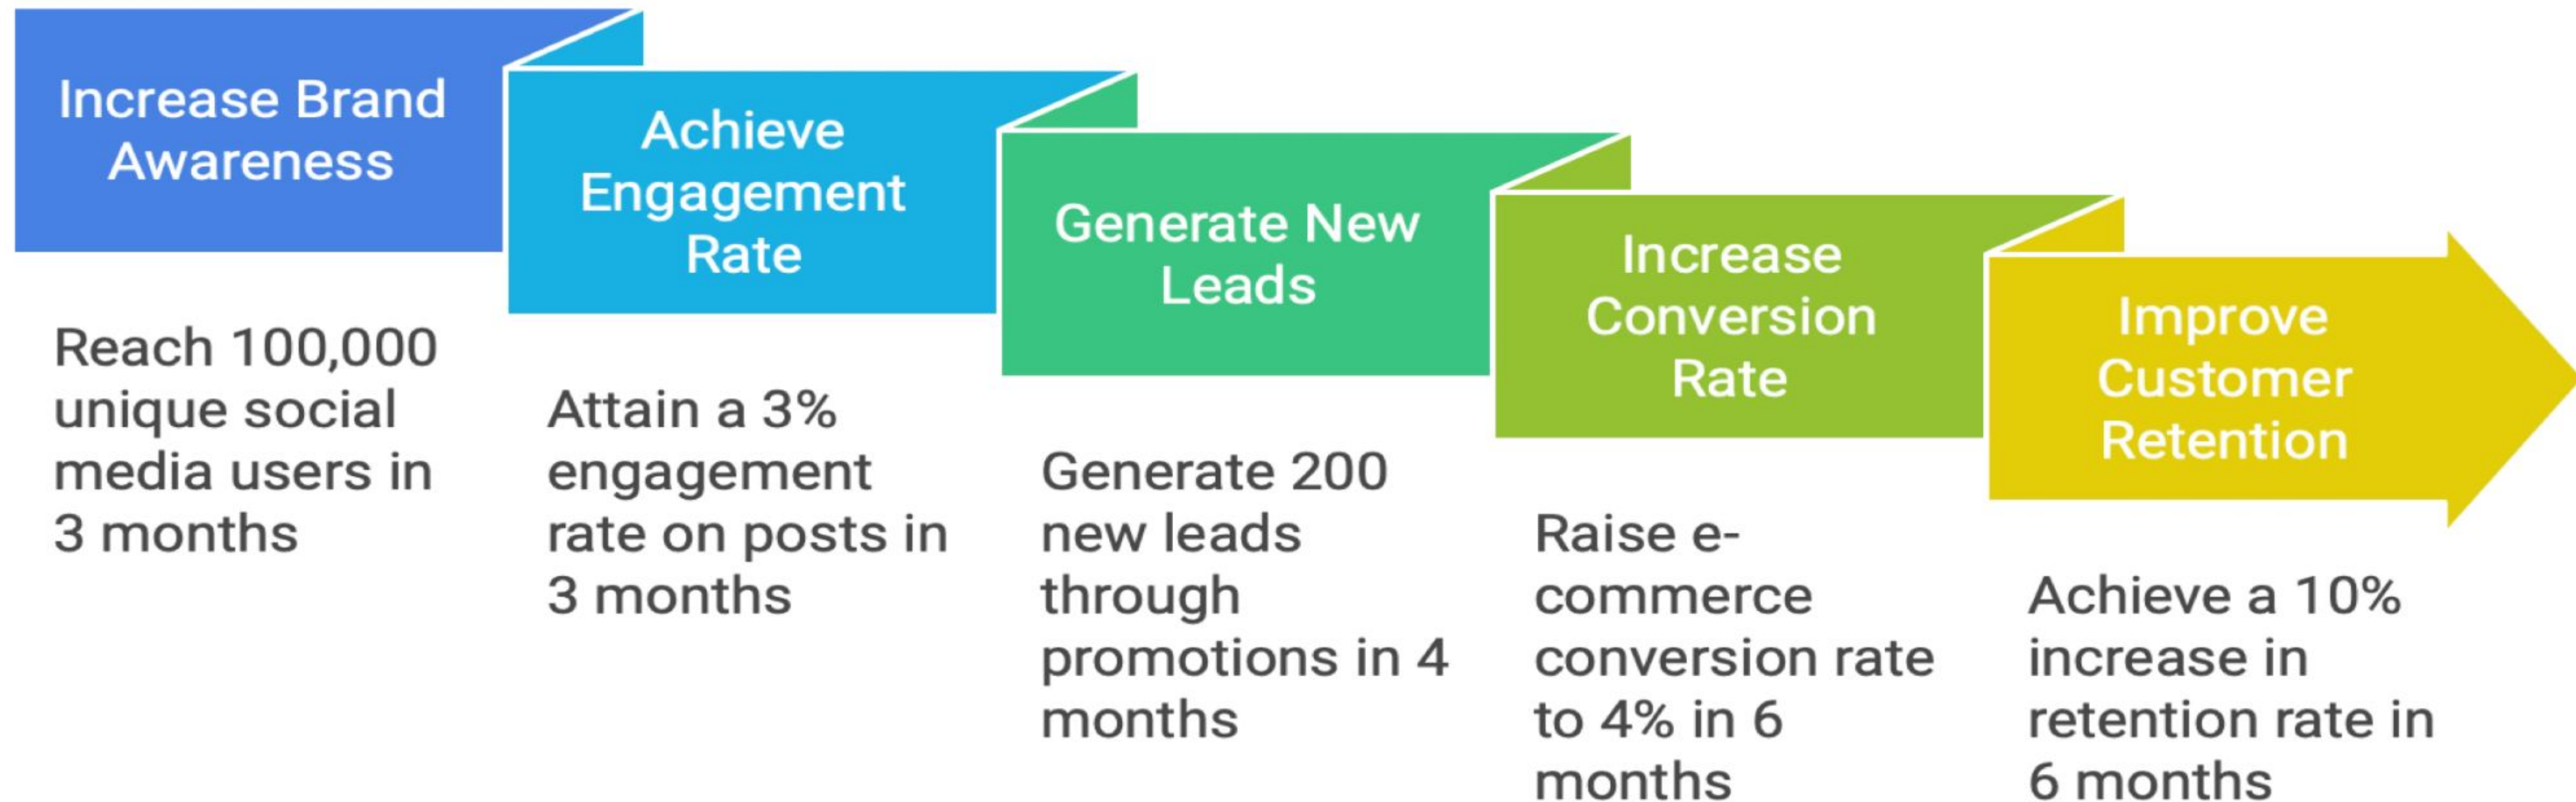 Increase Brand
Awareness
Reach 100,000
unique social
media users in
3 months
Achieve
Engagement
Rate
Attain a 3%
engagement
rate on posts in
3 months
Generate New
Leads
Generate 200
new leads
through
promotions in 4
months
Increase
Conversion
Rate
Raise e-
commerce
conversion rate
to 4% in 6
months
Improve
Customer
Retention
Achieve a 10%
increase in
retention rate in
6 months